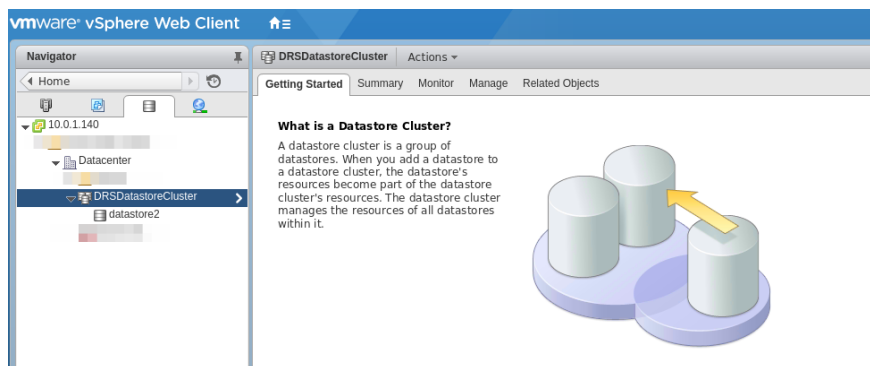 vmware® vSphere Web Client
Navigator
DRSDatastoreCluster Actions
Home
Getting Started Summary Monitor Manage Related Objects
10.0.1.140
Datacenter
DRSDatastoreCluster
datastore2
What is a Datastore Cluster?
A datastore cluster is a group of
datastores. When you add a datastore to
a datastore cluster, the datastore's
resources become part of the datastore
cluster's resources. The datastore cluster
manages the resources of all datastores
within it.